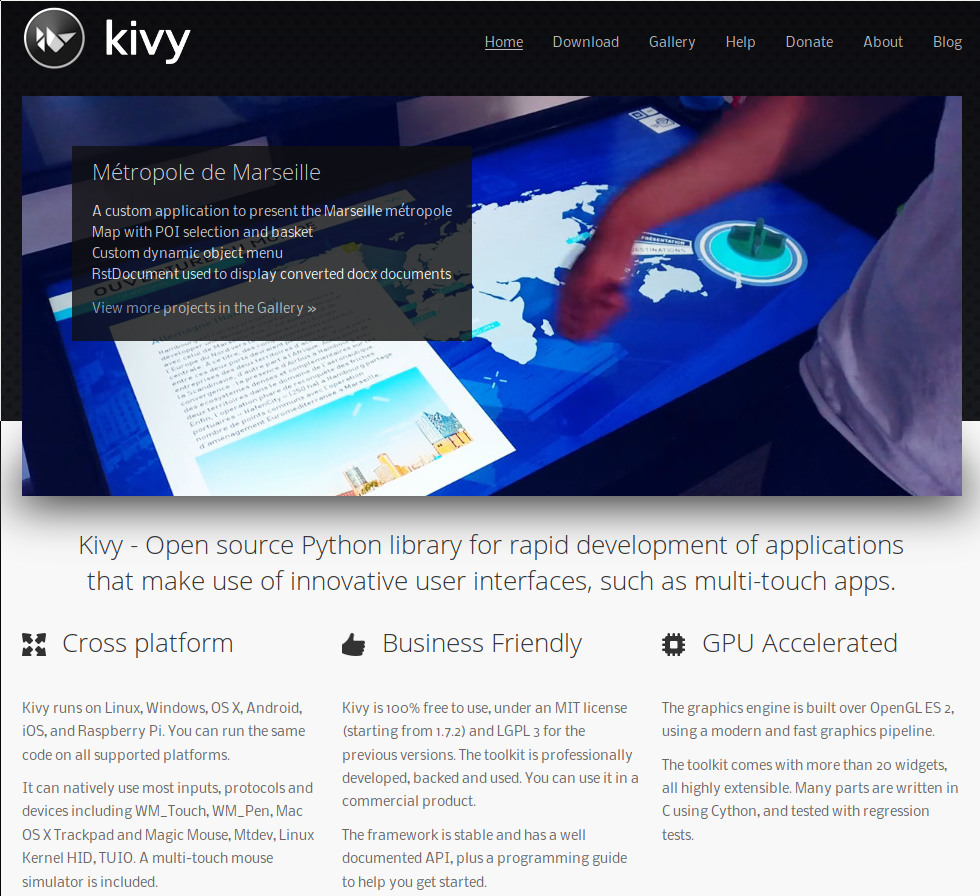 kivy
Home Download Gallery Help Donate About Blog
Métropole de Marseille
A custom application to present the Marseille métropole
Map with POI selection and basket
Custom dynamic object menu
RstDocument used to display converted docx documents
View more projects in the Gallery »
Kivy - Open source Python library for rapid development of applications
that make use of innovative user interfaces, such as multi-touch apps.
Cross platform
Kivy runs on Linux, Windows, OS X, Android,
iOS, and Raspberry Pi. You can run the same
code on all supported platforms.
It can natively use most inputs, protocols and
devices including WM_Touch, WM_Pen, Mac
OS X Trackpad and Magic Mouse, Mtdev, Linux
Kernel HID, TUIO. A multi-touch mouse
simulator is included.
Business Friendly
Kivy is 100% free to use, under an MIT license
(starting from 1.7.2) and LGPL 3 for the
previous versions. The toolkit is professionally
developed, backed and used. You can use it in a
commercial product.
The framework is stable and has a well
documented API, plus a programming guide
to help you get started.
GPU Accelerated
The graphics engine is built over OpenGL ES 2,
using a modern and fast graphics pipeline.
The toolkit comes with more than 20 widgets,
all highly extensible. Many parts are written in
C using Cython, and tested with regression
tests.